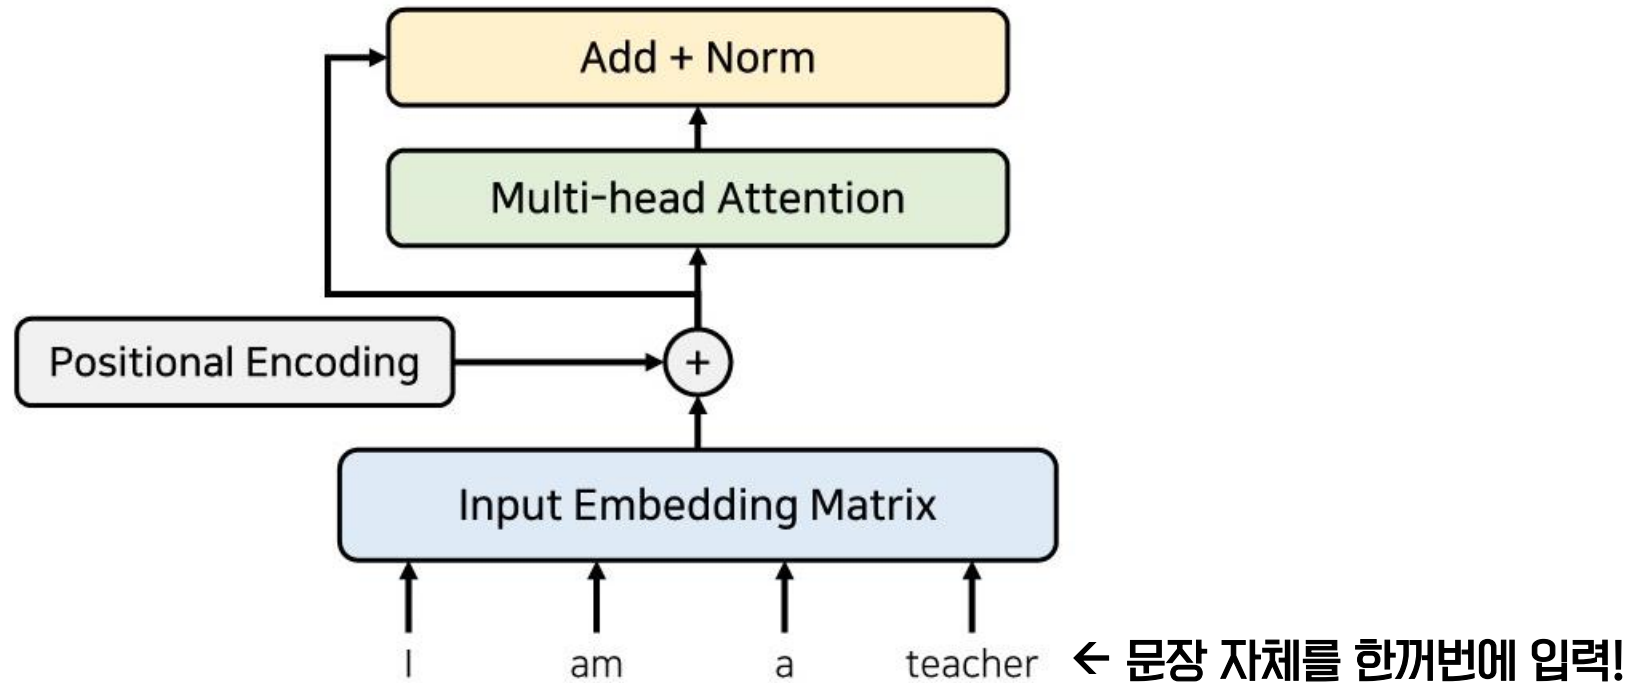 Add + Norm
Multi-head Attention
Positional Encoding
+
Input Embedding Matrix
I am a teacher ← 문장 자체를 한꺼번에 입력!